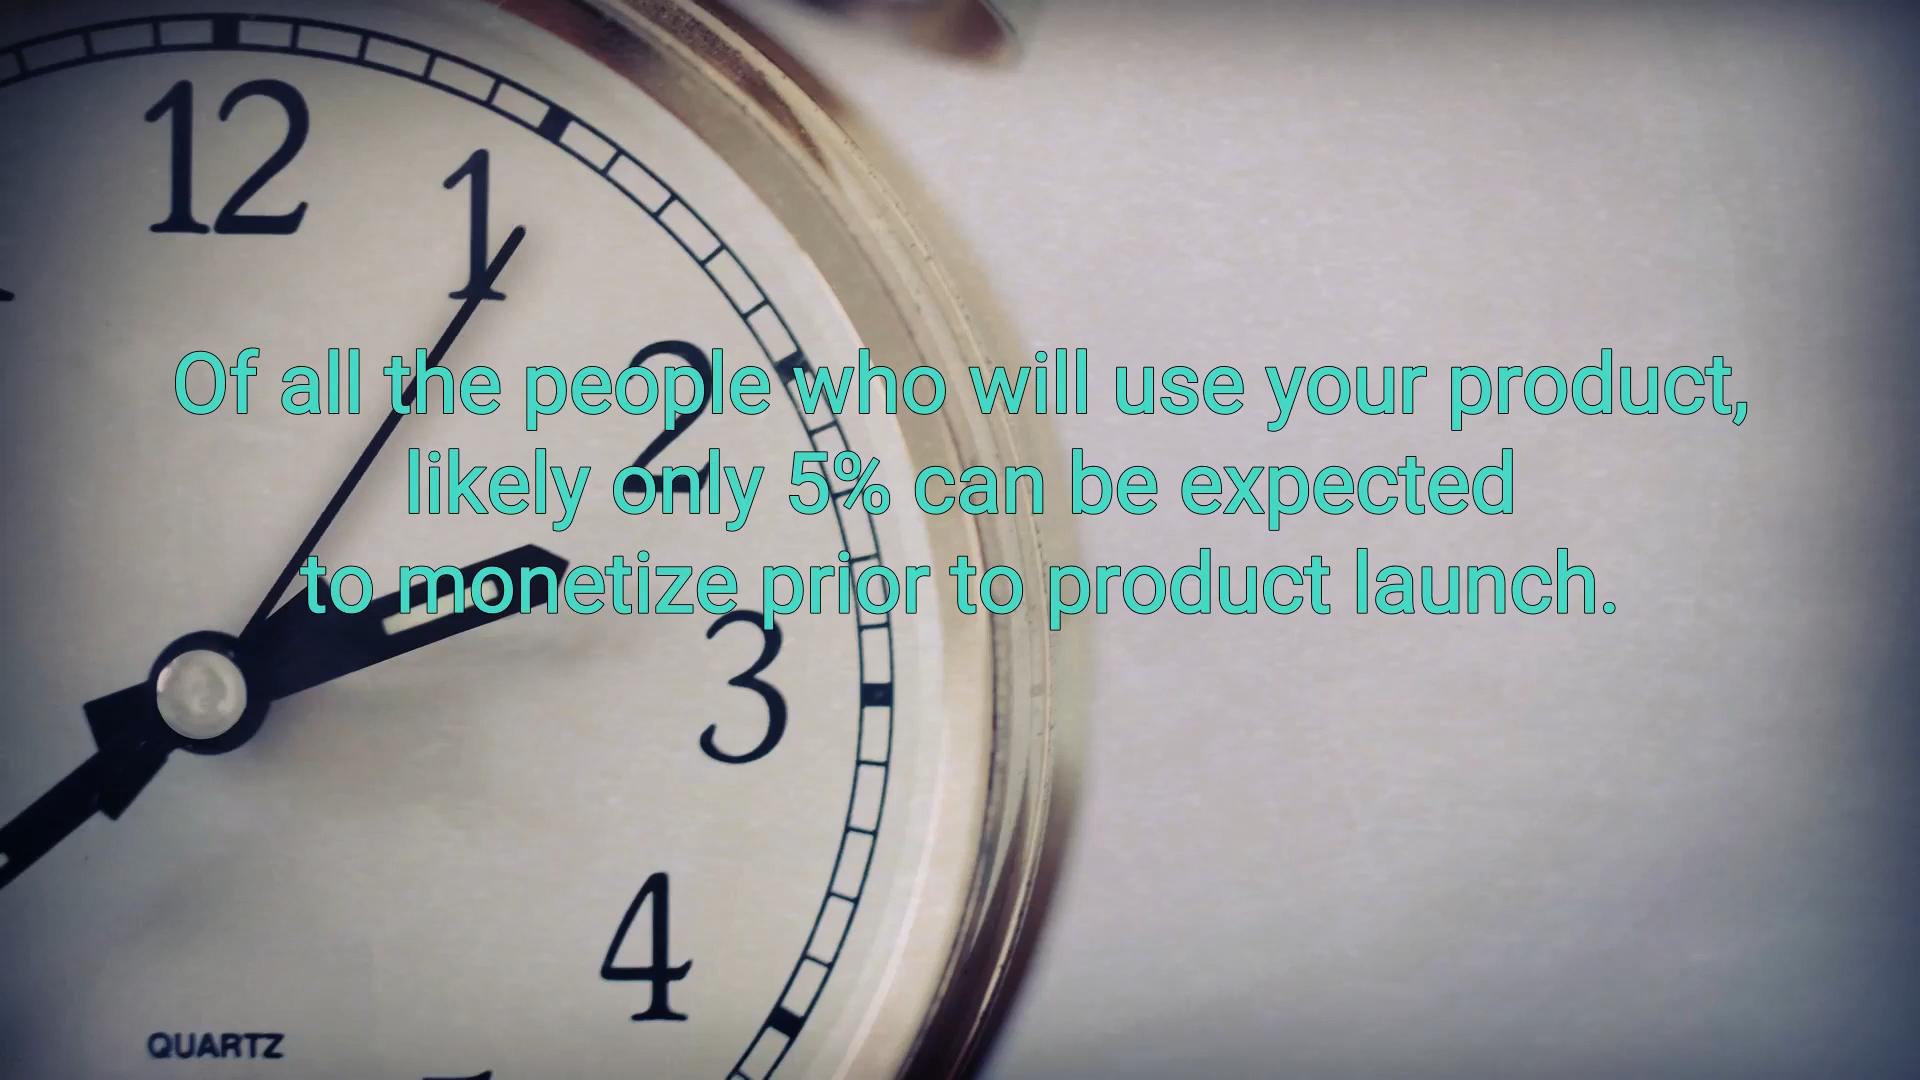 12
1
2
3
4
Of all the people who will use your product,
likely only 5% can be expected
to monetize prior to product launch.
QUARTZ